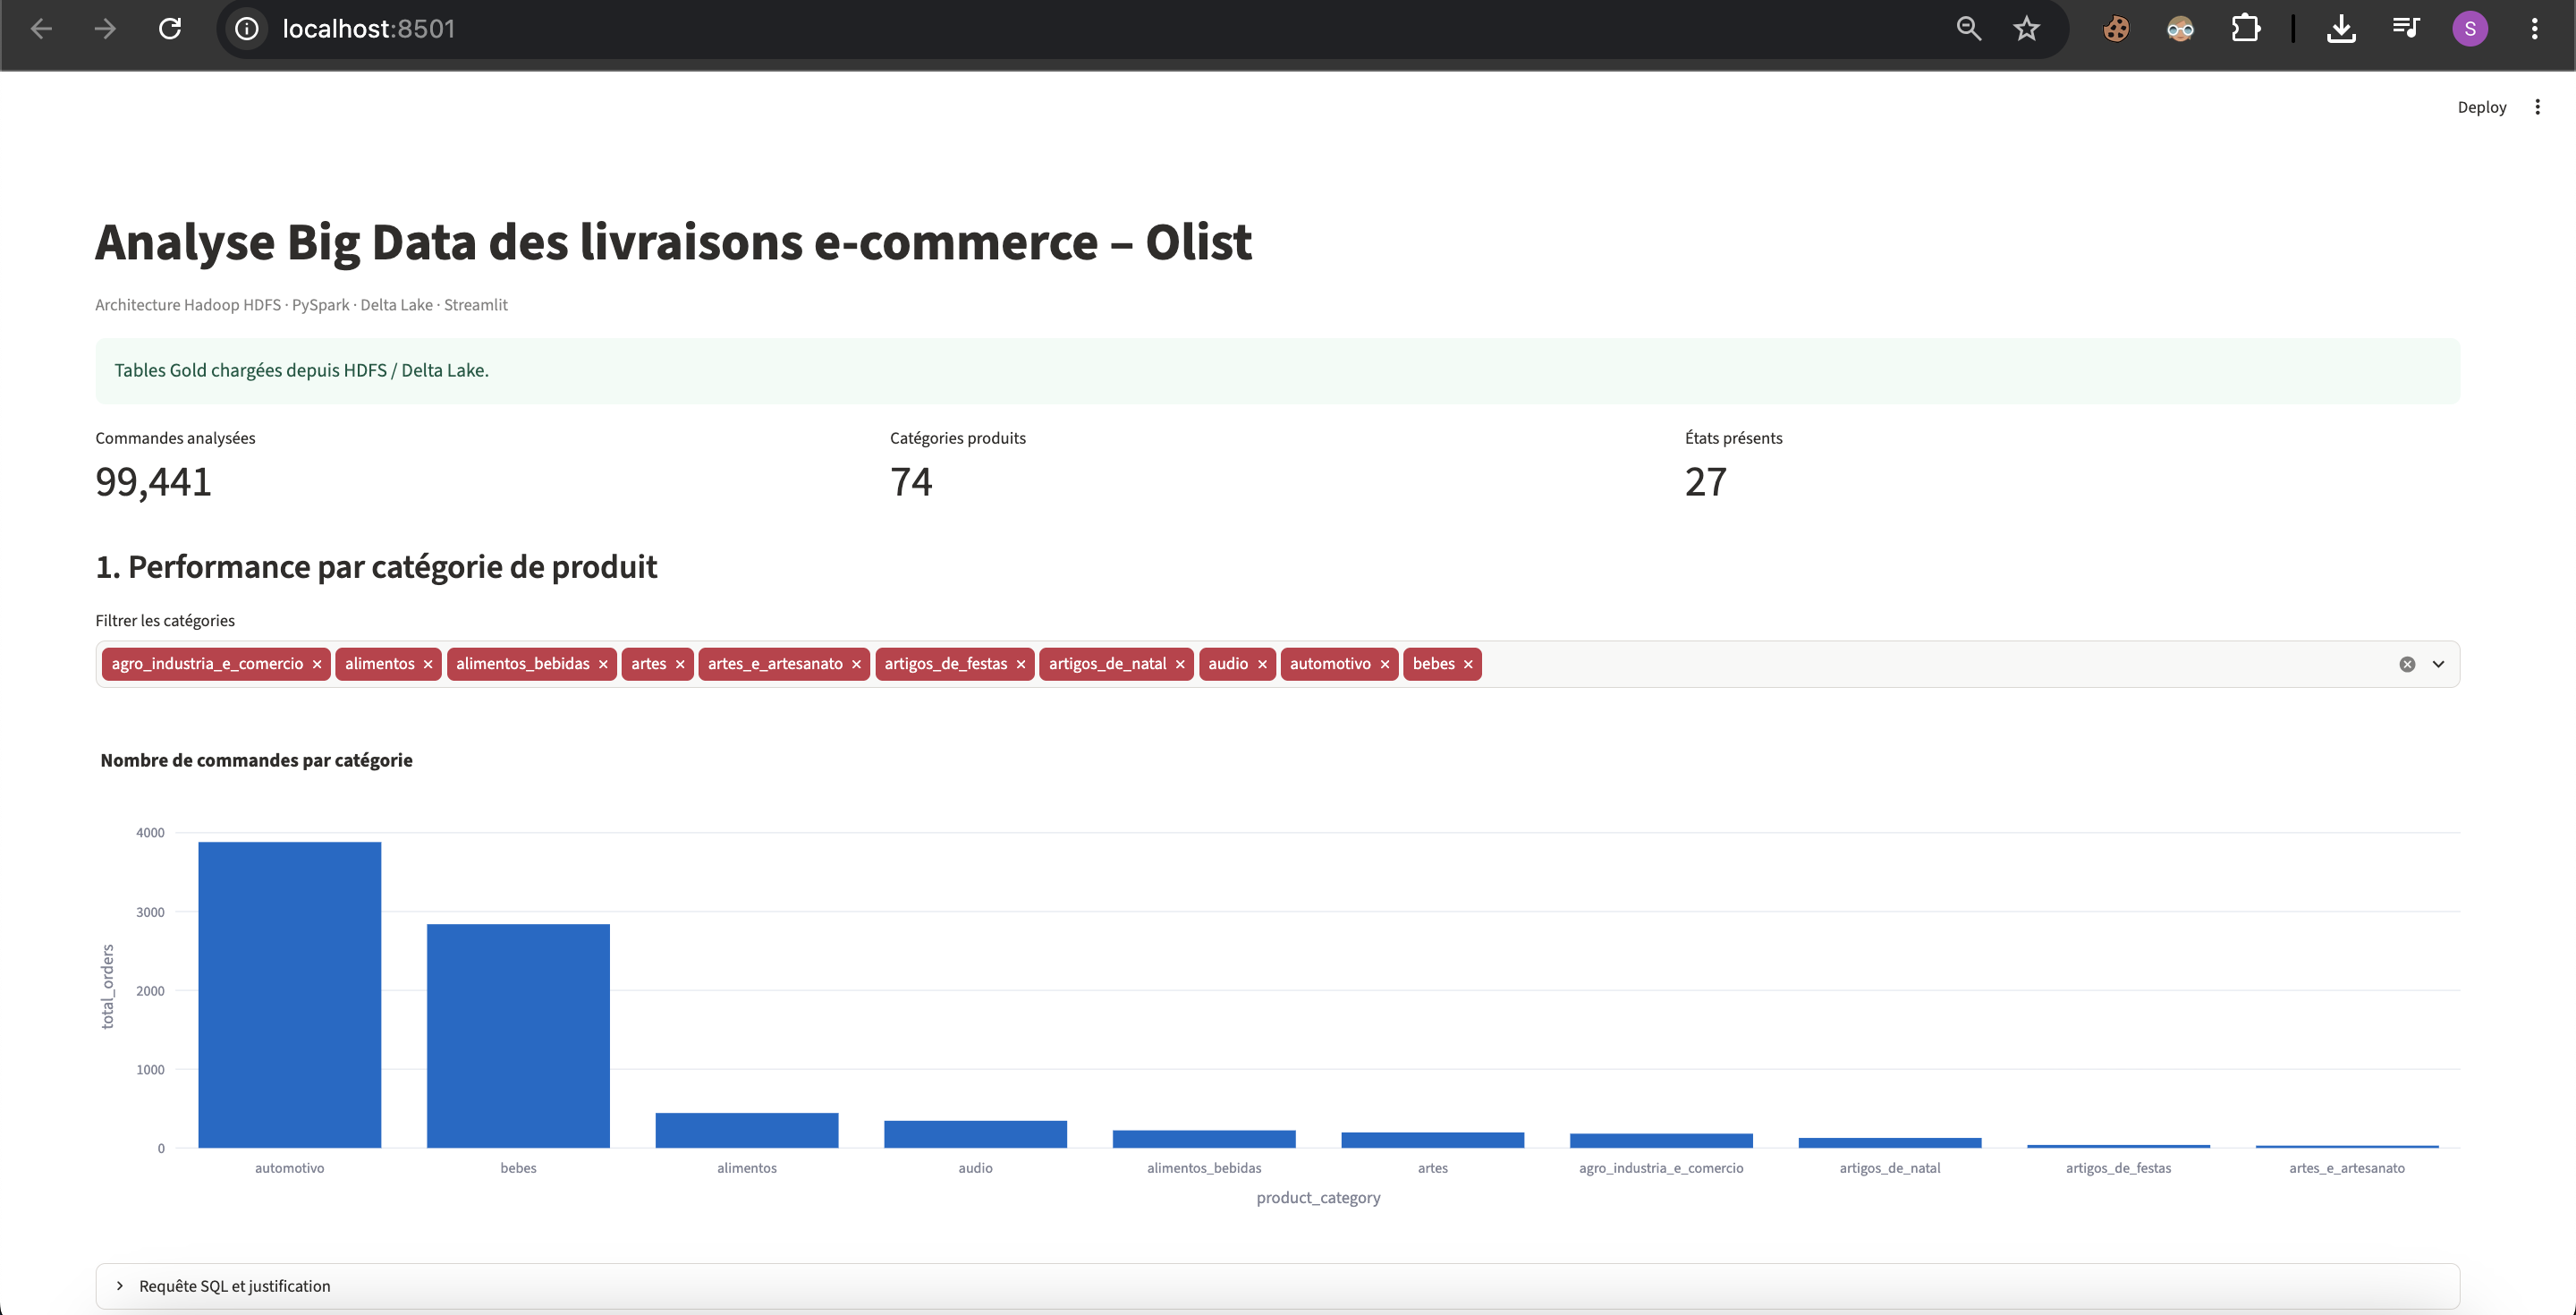 localhost:8501
S
Deploy
Analyse Big Data des livraisons e-commerce – Olist
Architecture Hadoop HDFS · PySpark · Delta Lake · Streamlit
Tables Gold chargées depuis HDFS / Delta Lake.
Commandes analysées Catégories produits États présents
99,441 74 27
1. Performance par catégorie de produit
Filtrer les catégories
agro_industria_e_comercio × alimentos × alimentos_bebidas × artes × artes_e_artesanato × artigos_de_festas × artigos_de_natal × audio × automotivo × bebes ×
Nombre de commandes par catégorie
4000
3000
2000
1000
0
total_orders
automotivo bebes alimentos audio alimentos_bebidas artes agro_industria_e_comercio artigos_de_natal artigos_de_festas artes_e_artesanato
product_category
Requête SQL et justification